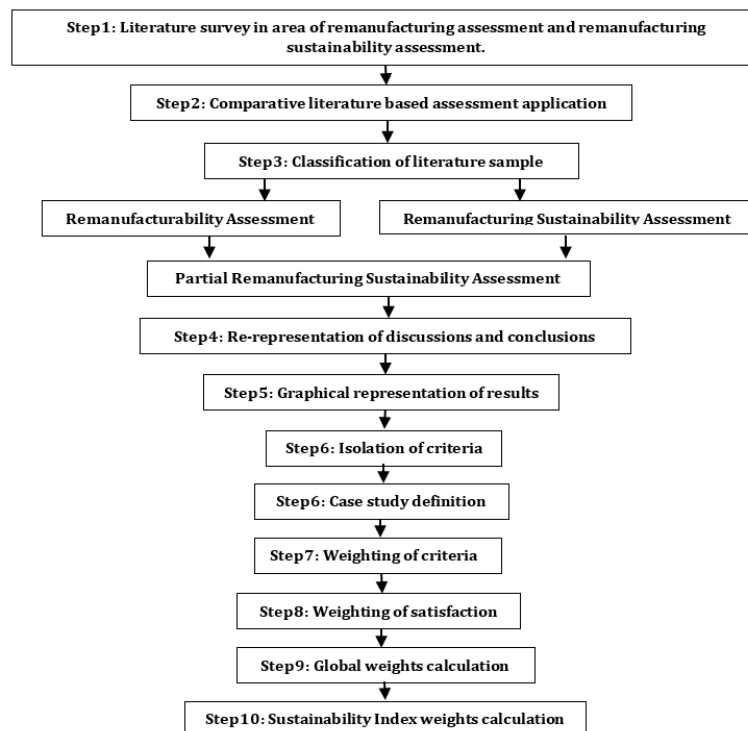 Step1: Literature survey in area of remanufacturing assessment and remanufacturing
sustainability assessment.
Step2: Comparative literature based assessment application
Step3: Classification of literature sample
Remanufacturability Assessment
Remanufacturing Sustainability Assessment
Partial Remanufacturing Sustainability Assessment
Step4: Re-representation of discussions and conclusions
Step5: Graphical representation of results
Step6: Isolation of criteria
Step6: Case study definition
Step7: Weighting of criteria
Step8: Weighting of satisfaction
Step9: Global weights calculation
Step10: Sustainability Index weights calculation